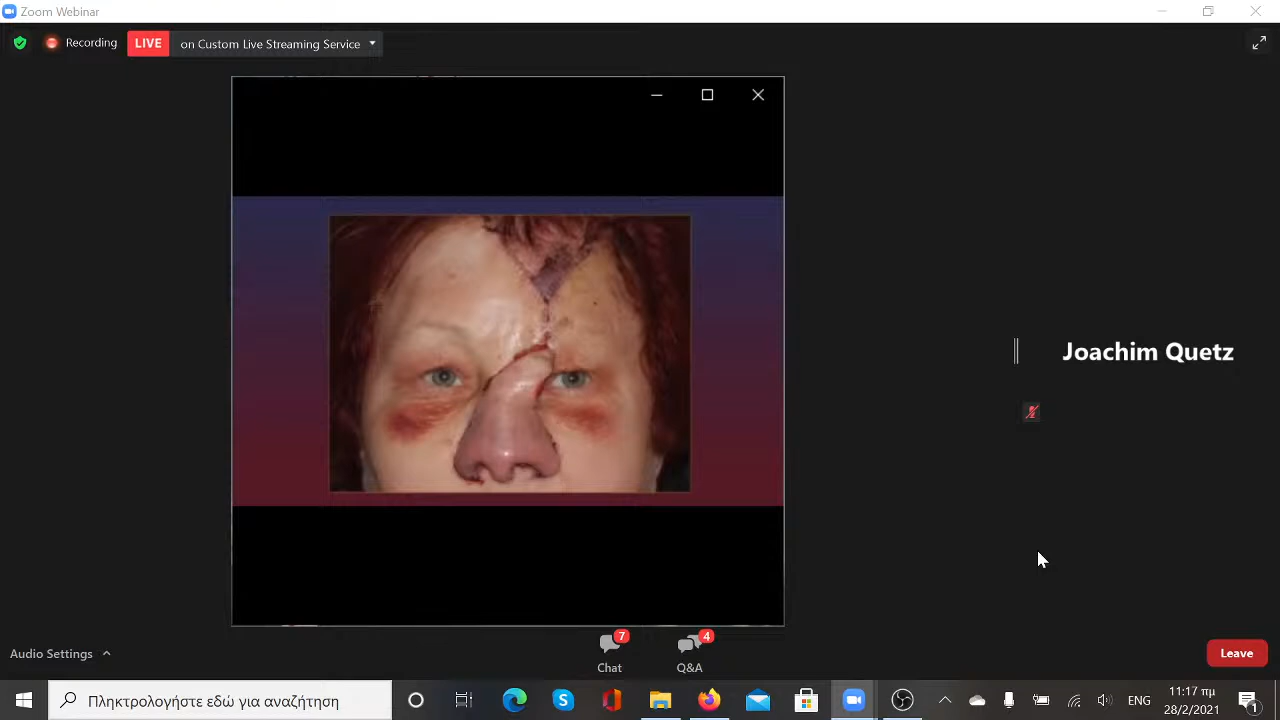 Zoom Webinar
Recording
LIVE
on Custom Live Streaming Service
Joachim Quetz
7
4
Chat
Q&A
Audio Settings
Leave
Πληκτρολογήστε εδώ για αναζήτηση
ENG
11:17 πμ
28/2/2021
1